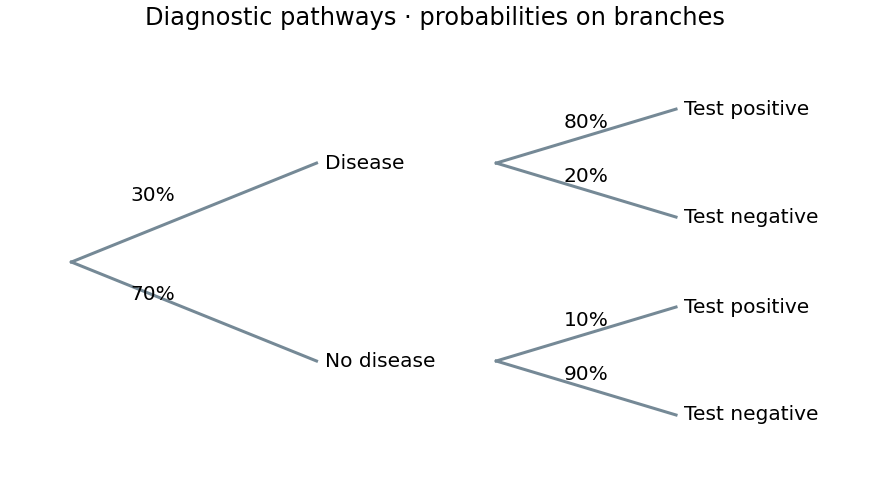 Diagnostic pathways · probabilities on branches
30%
Disease
80%
Test positive
20%
Test negative
70%
No disease
10%
Test positive
90%
Test negative